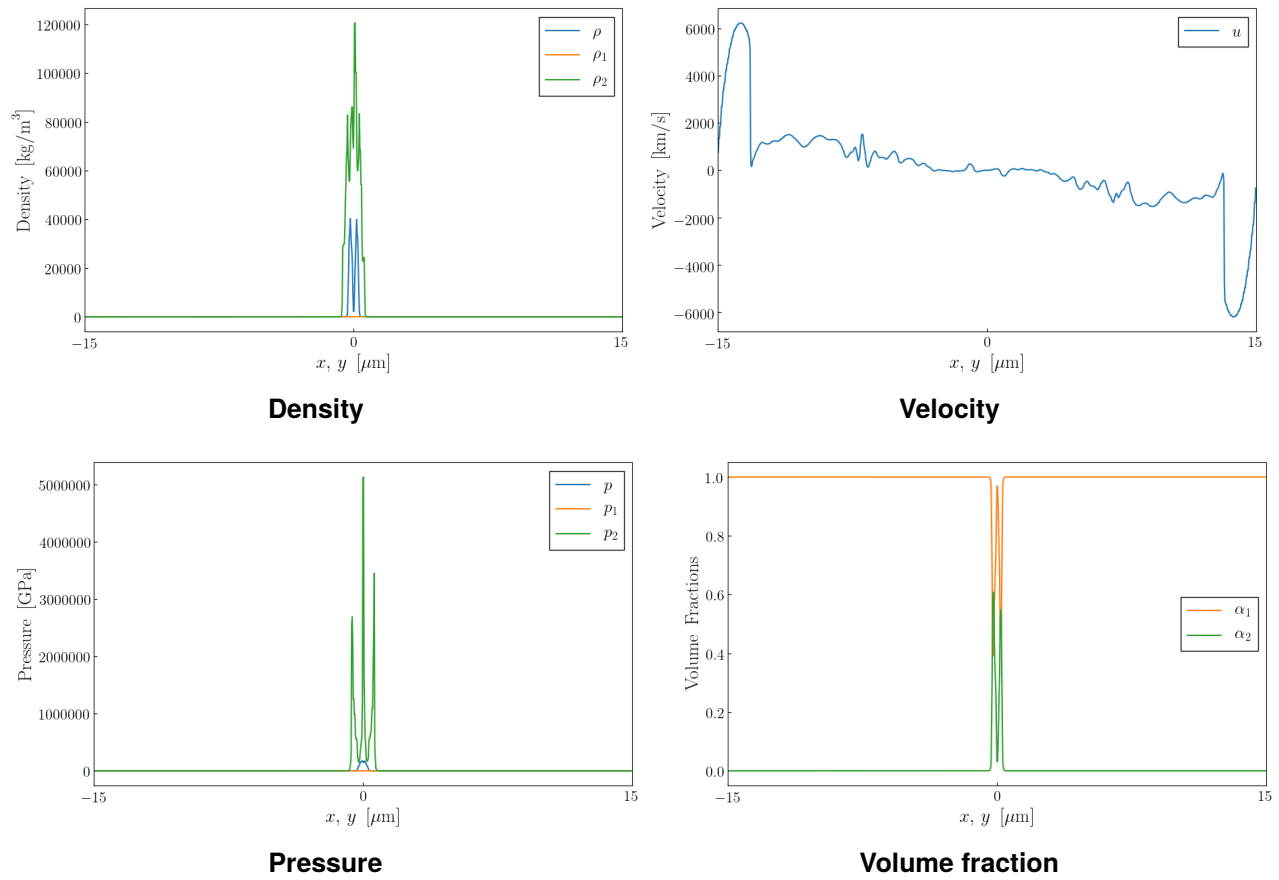 120000
100000
80000
60000
40000
20000
0
Density [kg/m³]
ρ
ρ₁
ρ₂
−15
0
15
x, y [μm]
Density
6000
4000
2000
0
−2000
−4000
−6000
Velocity [km/s]
u
−15
0
15
x, y [μm]
Velocity
5000000
4000000
3000000
2000000
1000000
0
Pressure [GPa]
p
p₁
p₂
−15
0
15
x, y [μm]
Pressure
1.0
0.8
0.6
0.4
0.2
0.0
Volume Fractions
α₁
α₂
−15
0
15
x, y [μm]
Volume fraction